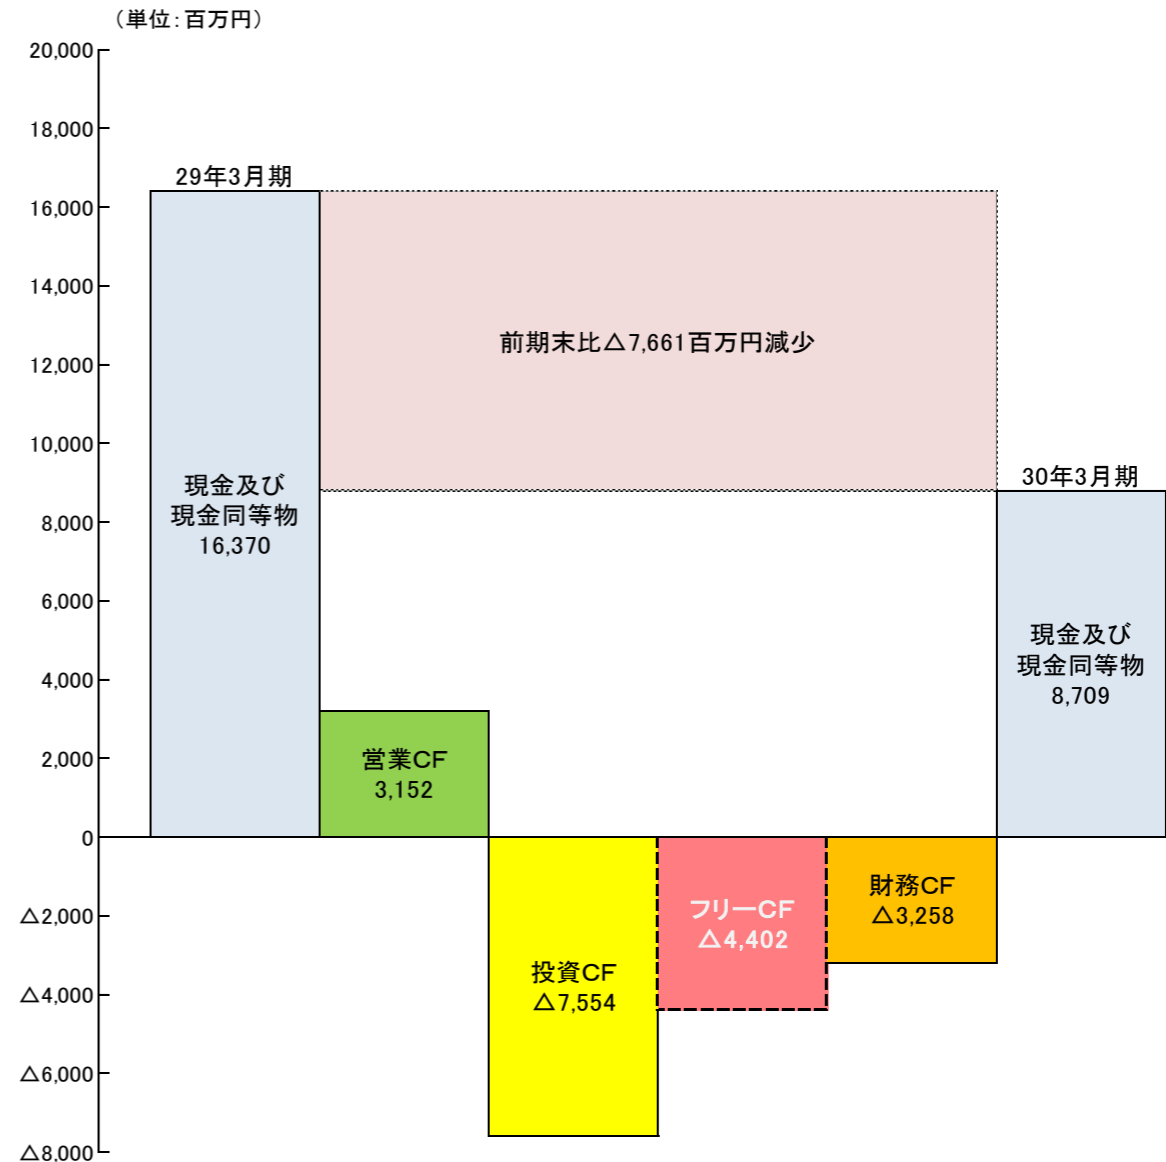 （単位：百万円）
20,000
18,000
16,000
14,000
12,000
10,000
8,000
6,000
4,000
2,000
0
△2,000
△4,000
△6,000
△8,000
29年3月期
現金及び
現金同等物
16,370
前期末比△7,661百万円減少
営業CF
3,152
投資CF
△7,554
フリーCF
△4,402
財務CF
△3,258
30年3月期
現金及び
現金同等物
8,709